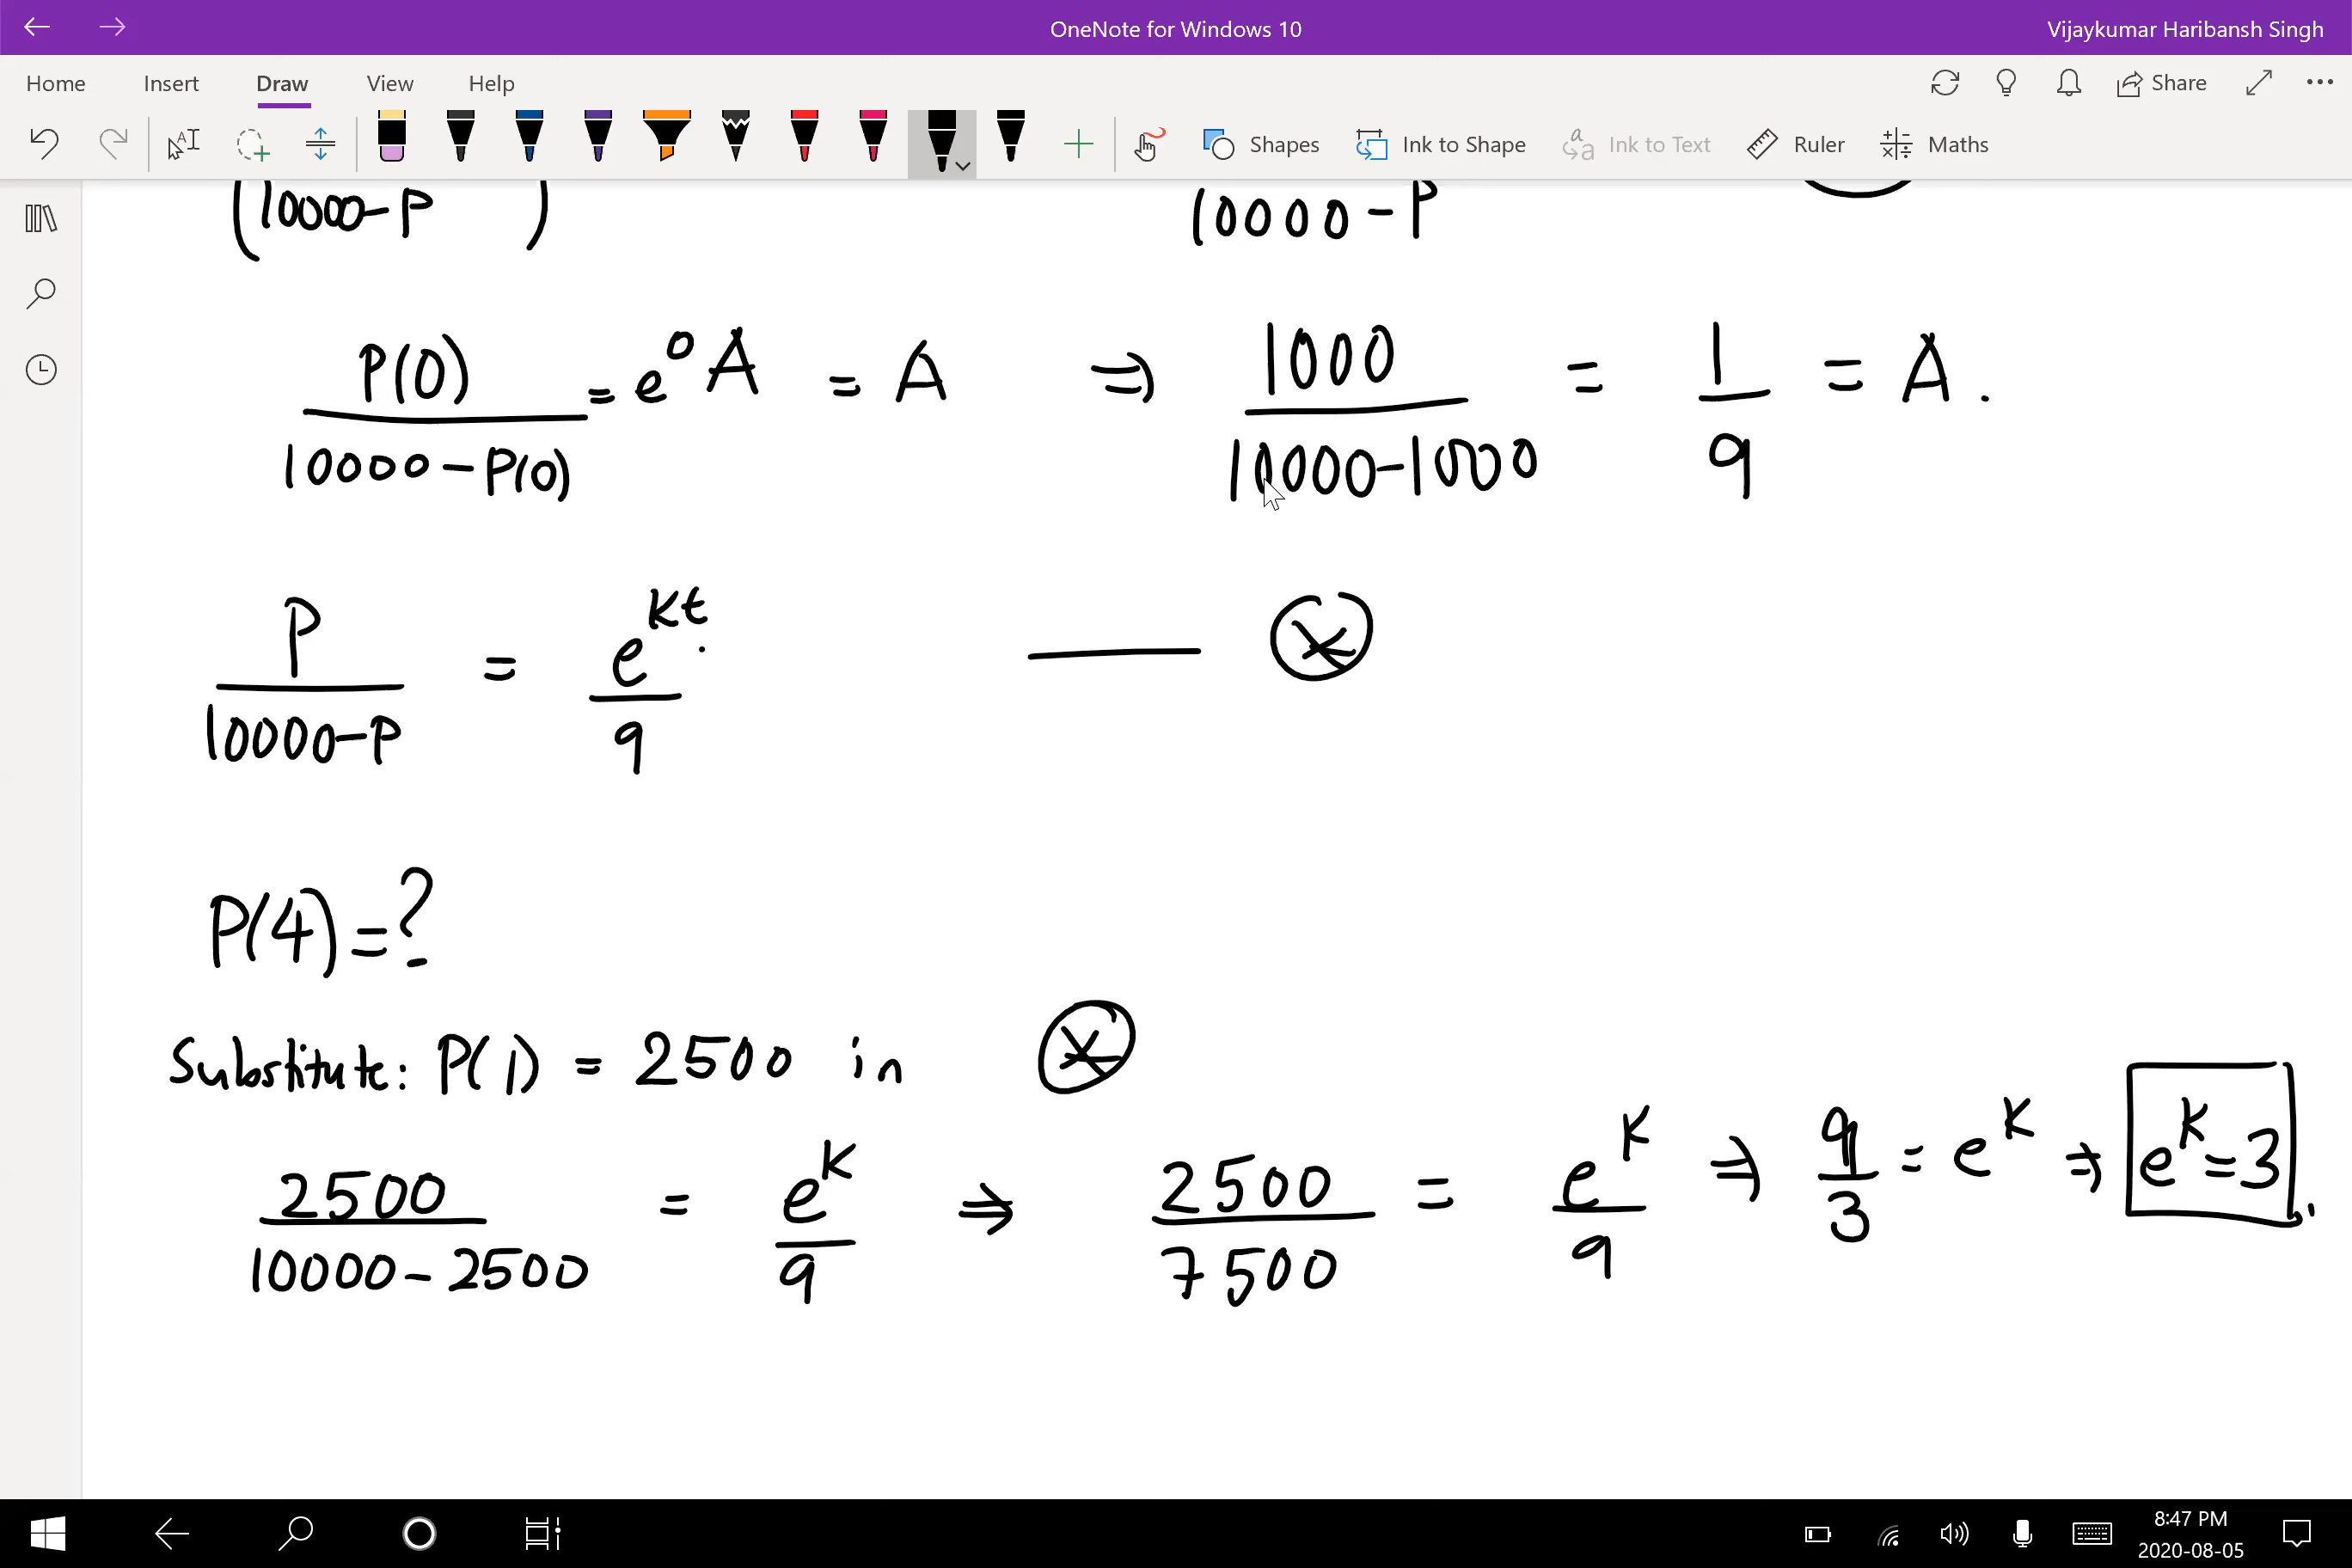 OneNote for Windows 10
Vijaykumar Haribansh Singh
Home Insert Draw View Help
Share
Shapes Ink to Shape Ink to Text Ruler Maths
(10000-P ) 10000-P
P(0)/(10000-P(0)) = e^0 A = A ⇒ 1000/(10000-1000) = 1/9 = A.
P/(10000-P) = e^{kt}/9 —— ⊛
P(4)=?
Substitute: P(1) = 2500 in ⊛
2500/(10000-2500) = e^k/9 ⇒ 2500/7500 = e^k/9 ⇒ 9/3 = e^k ⇒ e^k=3.
8:47 PM
2020-08-05